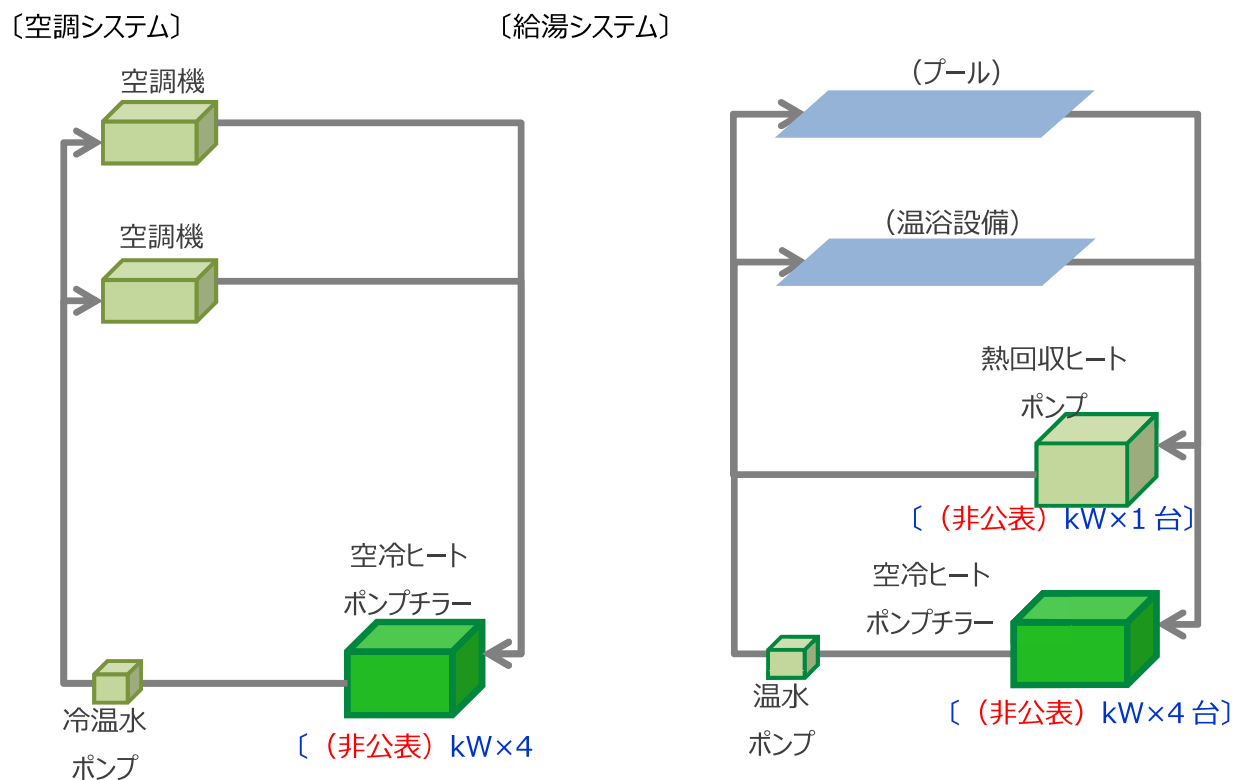 〔空調システム〕
空調機
空調機
空冷ヒート
ポンプチラー
冷温水
ポンプ
〔（非公表）kW×4
〔給湯システム〕
（プール）
（温浴設備）
熱回収ヒート
ポンプ
〔（非公表）kW×1台〕
空冷ヒート
ポンプチラー
温水
ポンプ
〔（非公表）kW×4台〕